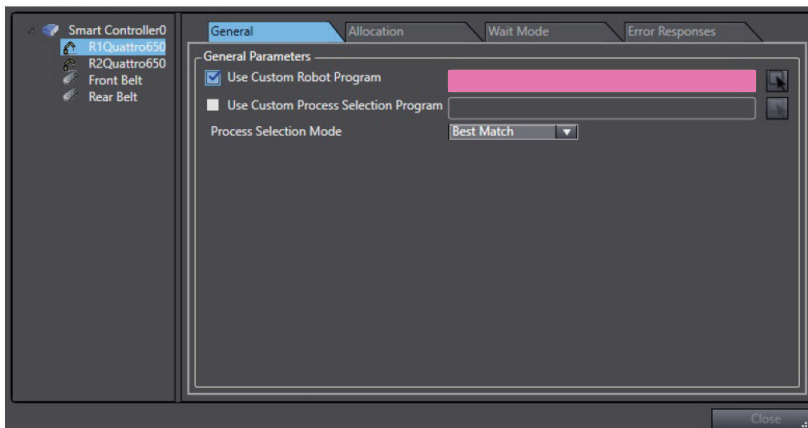 Smart Controller0
R1Quattro650
R2Quattro650
Front Belt
Rear Belt
General
Allocation
Wait Mode
Error Responses
General Parameters
Use Custom Robot Program
Use Custom Process Selection Program
Process Selection Mode
Best Match
Close